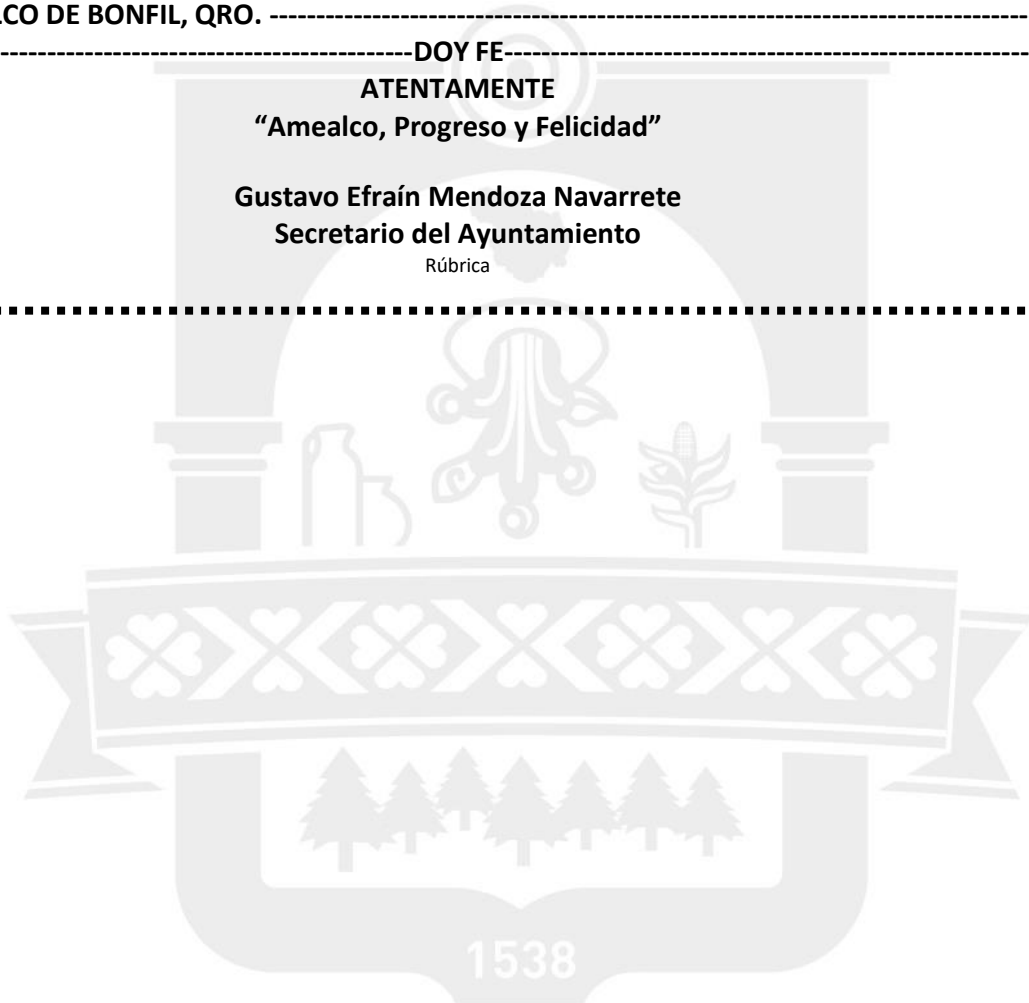 LCO DE BONFIL, QRO. ----------------------------------------------------------------------------------
---------------------------------------------DOY FE---------------------------------------------------------
ATENTAMENTE
“Amealco, Progreso y Felicidad”
Gustavo Efraín Mendoza Navarrete
Secretario del Ayuntamiento
Rúbrica
1538